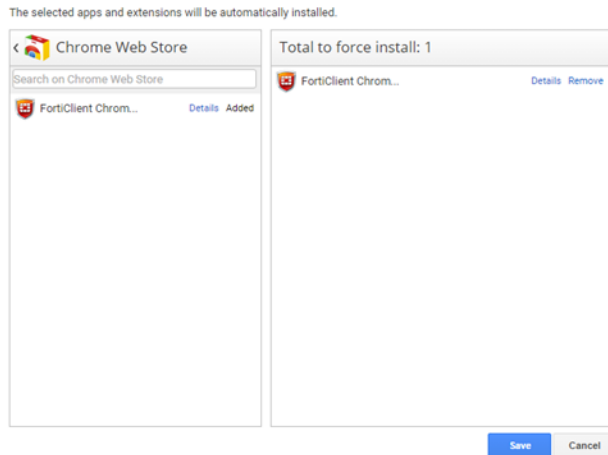 The selected apps and extensions will be automatically installed.
Chrome Web Store
Search on Chrome Web Store
FortiClient Chrom... Details Added
Total to force install: 1
FortiClient Chrom... Details Remove
Save Cancel